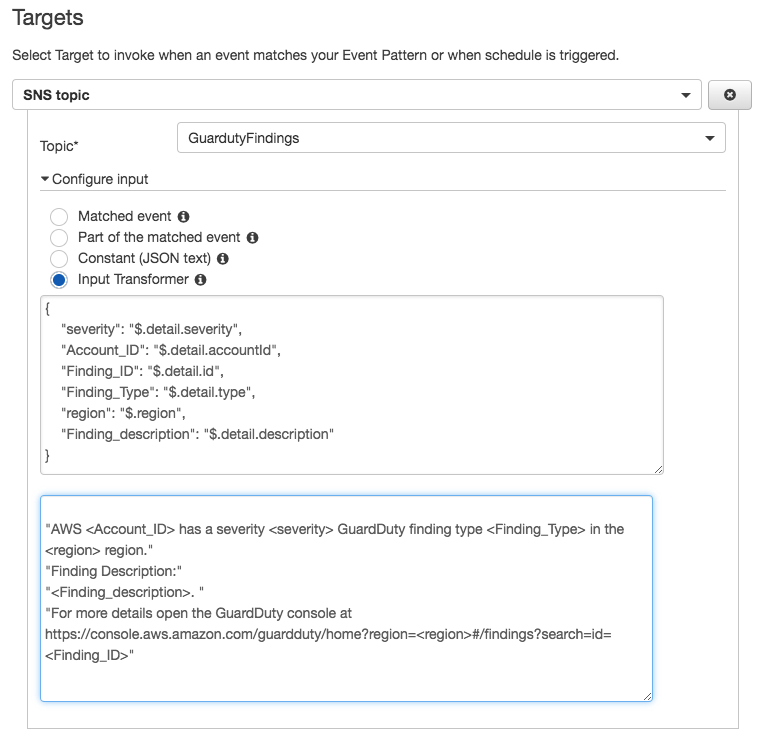 Targets
Select Target to invoke when an event matches your Event Pattern or when schedule is triggered.
SNS topic
Topic*
GuardutyFindings
Configure input
Matched event
Part of the matched event
Constant (JSON text)
Input Transformer
{
"severity": "$.detail.severity",
"Account_ID": "$.detail.accountId",
"Finding_ID": "$.detail.id",
"Finding_Type": "$.detail.type",
"region": "$.region",
"Finding_description": "$.detail.description"
}
"AWS <Account_ID> has a severity <severity> GuardDuty finding type <Finding_Type> in the
<region> region."
"Finding Description:"
"<Finding_description>. "
"For more details open the GuardDuty console at
https://console.aws.amazon.com/guardduty/home?region=<region>#/findings?search=id=
<Finding_ID>"